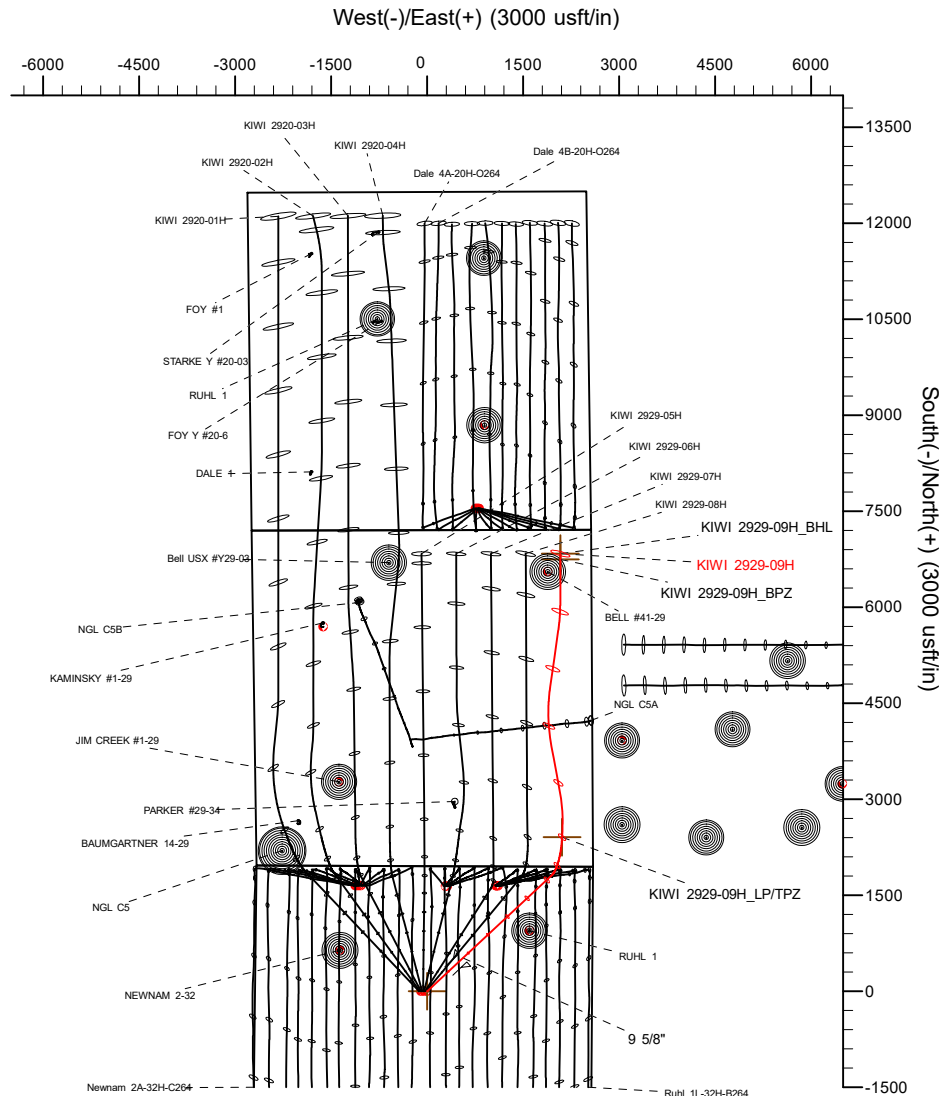 West(-)/East(+) (3000 usft/in)
-6000 -4500 -3000 -1500 0 1500 3000 4500 6000
13500
KIWI 2920-03H
KIWI 2920-04H
Dale 4B-20H-O264
KIWI 2920-02H
Dale 4A-20H-O264
KIWI 2920-01H
12000
FOY #1
STARKE Y #20-03
10500
RUHL 1
FOY Y #20-6
KIWI 2929-05H
9000
KIWI 2929-06H
DALE 1
KIWI 2929-07H
KIWI 2929-08H
7500
KIWI 2929-09H_BHL
Bell USX #Y29-03
KIWI 2929-09H
KIWI 2929-09H_BPZ
BELL #41-29
6000
NGL C5B
KAMINSKY #1-29
NGL C5A
4500
JIM CREEK #1-29
PARKER #29-34
3000
BAUMGARTNER 14-29
NGL C5
KIWI 2929-09H_LP/TPZ
1500
RUHL 1
NEWNAM 2-32
0
9 5/8"
Newnam 2A-32H-C264
Ruhl 1L-32H-B264
-1500
South(-)/North(+) (3000 usft/in)